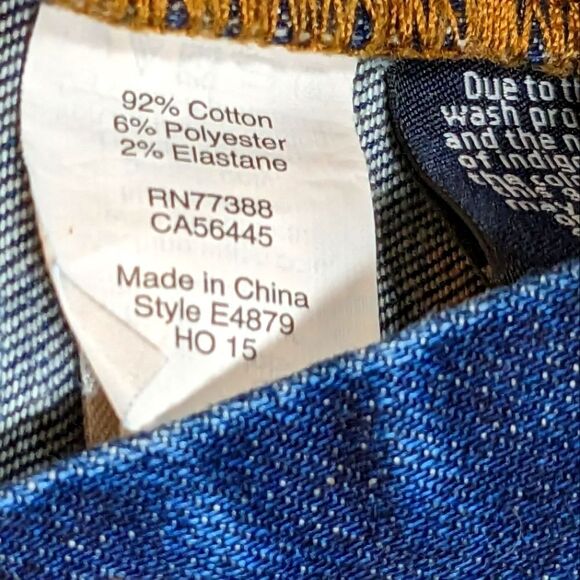 92% Cotton
6% Polyester
2% Elastane
RN77388
CA56445
Made in China
Style E4879
HO 15
Due to t
wash pro
and the n
of indig